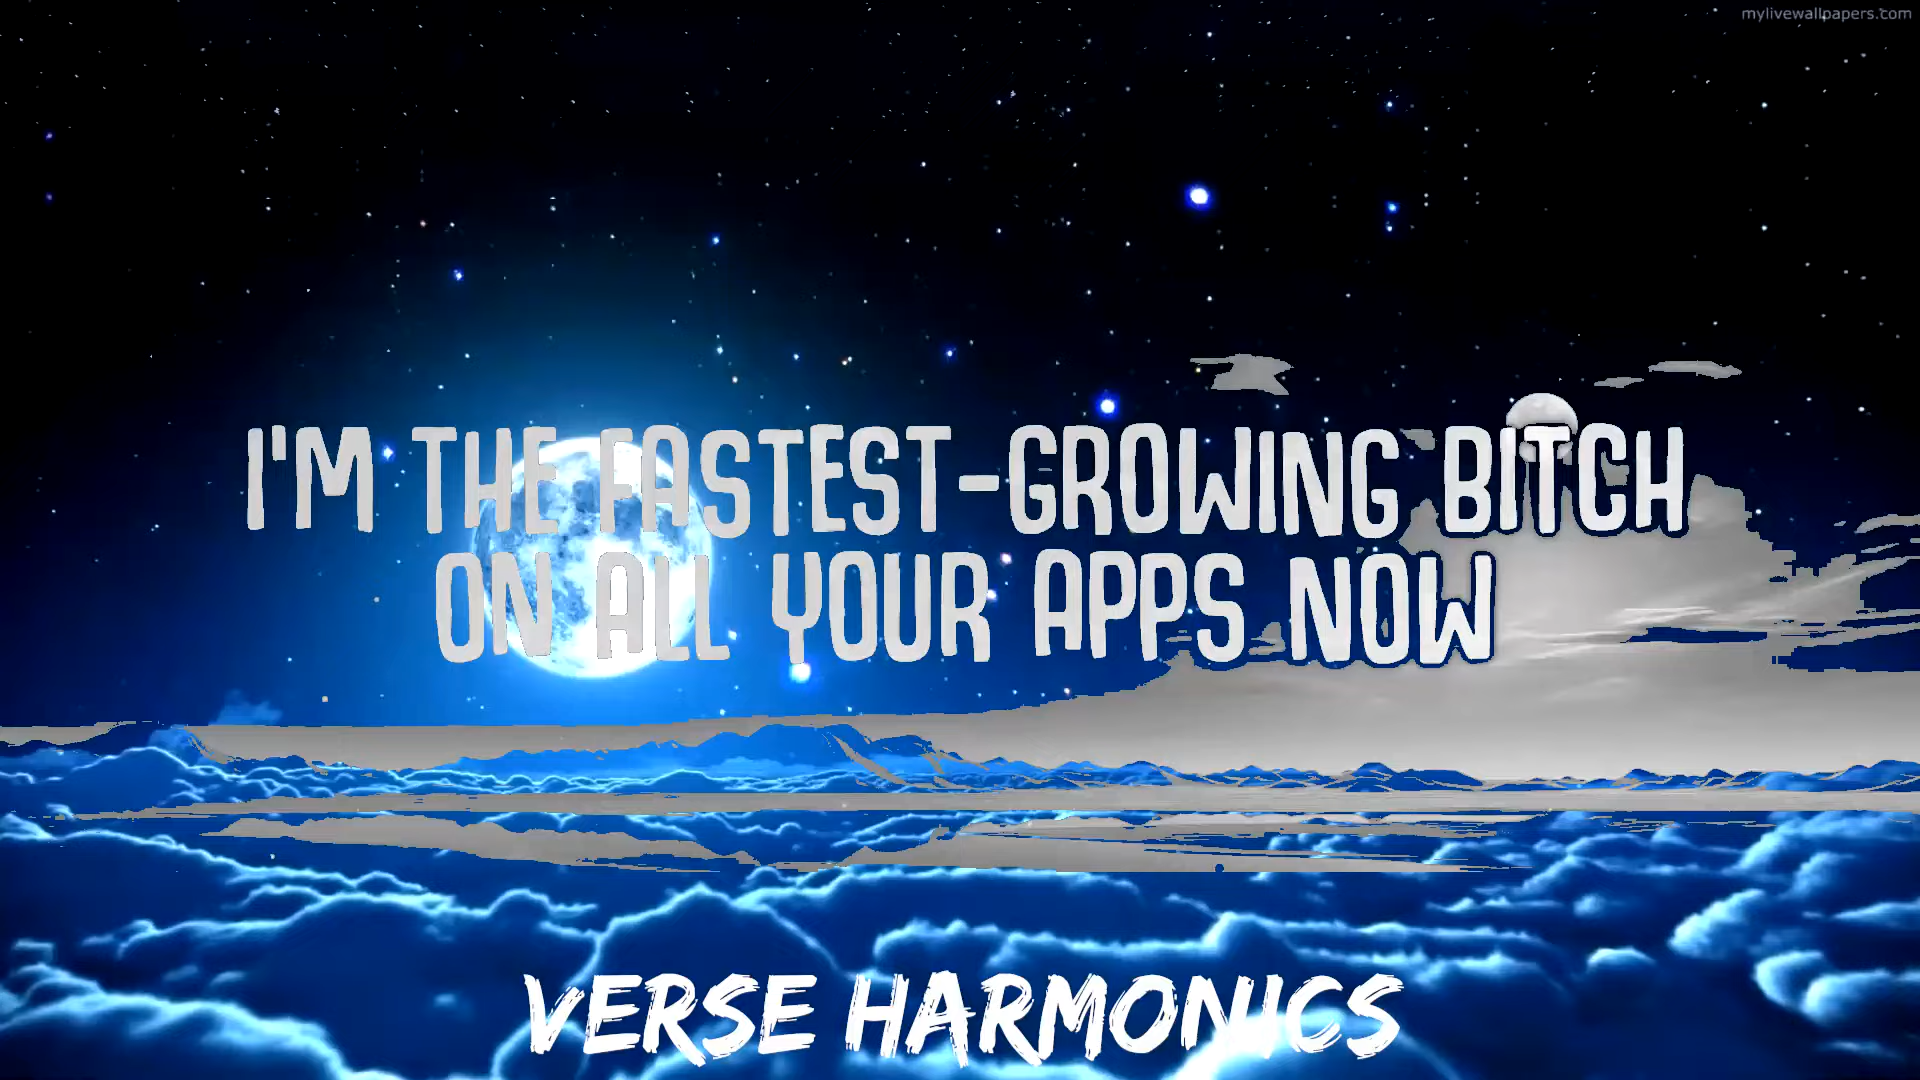 mylivewallpapers.com
I'M THE FASTEST-GROWING BITCH
ON ALL YOUR APPS NOW
VERSE HARMONICS